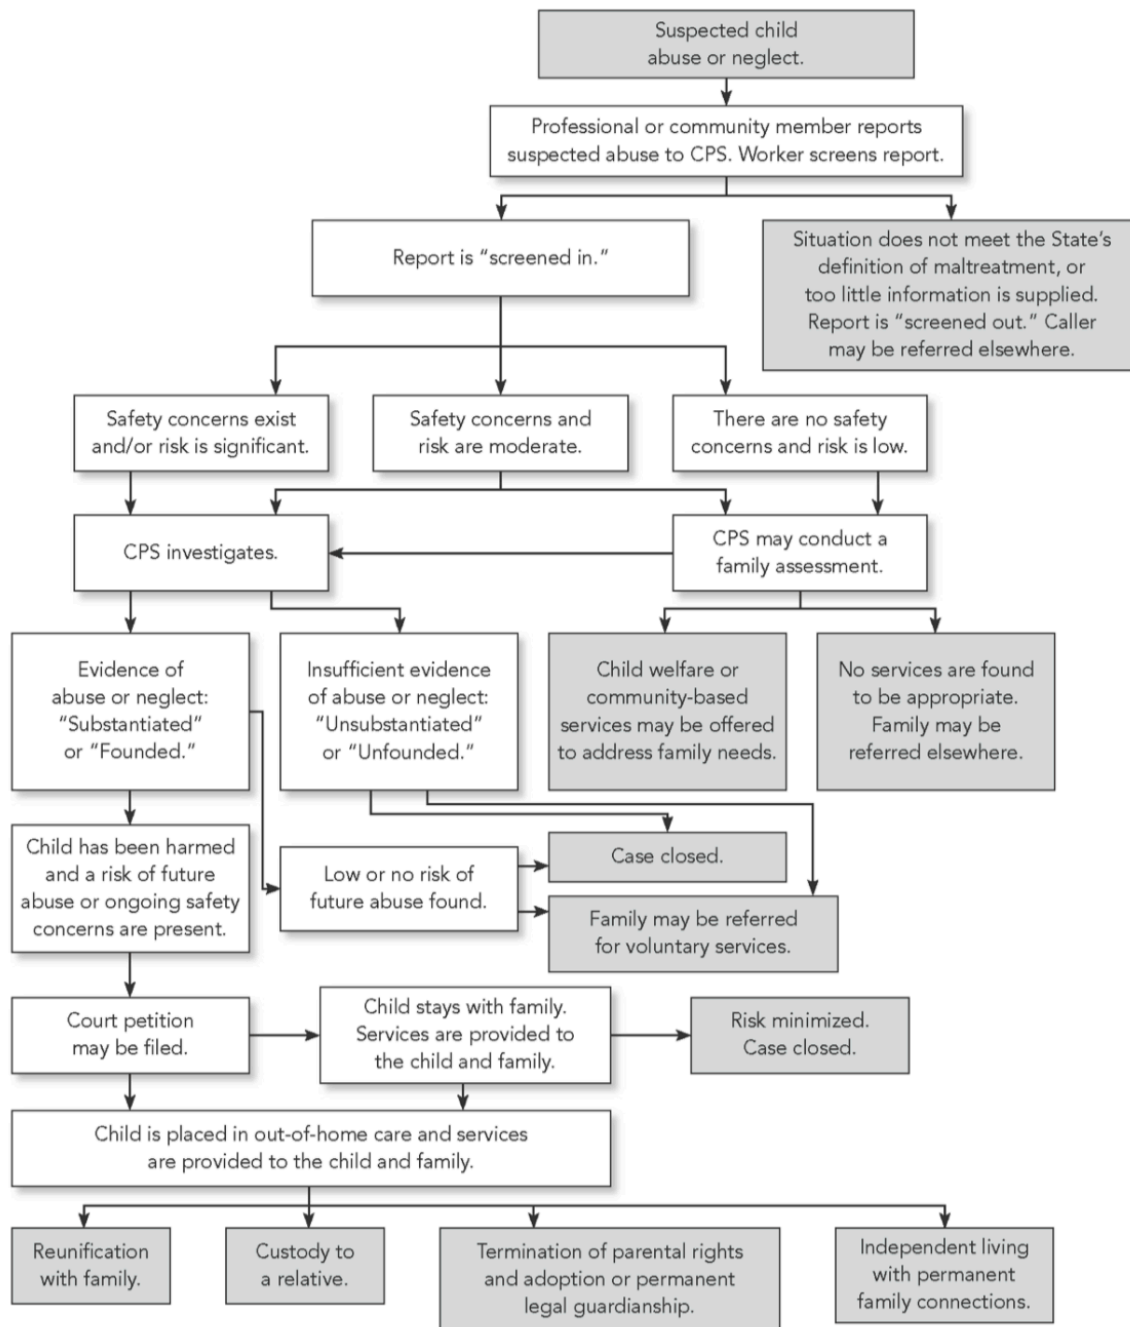 Suspected child
abuse or neglect.
Professional or community member reports
suspected abuse to CPS. Worker screens report.
Report is “screened in.”
Situation does not meet the State’s
definition of maltreatment, or
too little information is supplied.
Report is “screened out.” Caller
may be referred elsewhere.
Safety concerns exist
and/or risk is significant.
Safety concerns and
risk are moderate.
There are no safety
concerns and risk is low.
CPS investigates.
CPS may conduct a
family assessment.
Evidence of
abuse or neglect:
“Substantiated”
or “Founded.”
Insufficient evidence
of abuse or neglect:
“Unsubstantiated”
or “Unfounded.”
Child welfare or
community-based
services may be offered
to address family needs.
No services are found
to be appropriate.
Family may be
referred elsewhere.
Child has been harmed
and a risk of future
abuse or ongoing safety
concerns are present.
Low or no risk of
future abuse found.
Case closed.
Family may be referred
for voluntary services.
Court petition
may be filed.
Child stays with family.
Services are provided to
the child and family.
Risk minimized.
Case closed.
Child is placed in out-of-home care and services
are provided to the child and family.
Reunification
with family.
Custody to
a relative.
Termination of parental rights
and adoption or permanent
legal guardianship.
Independent living
with permanent
family connections.